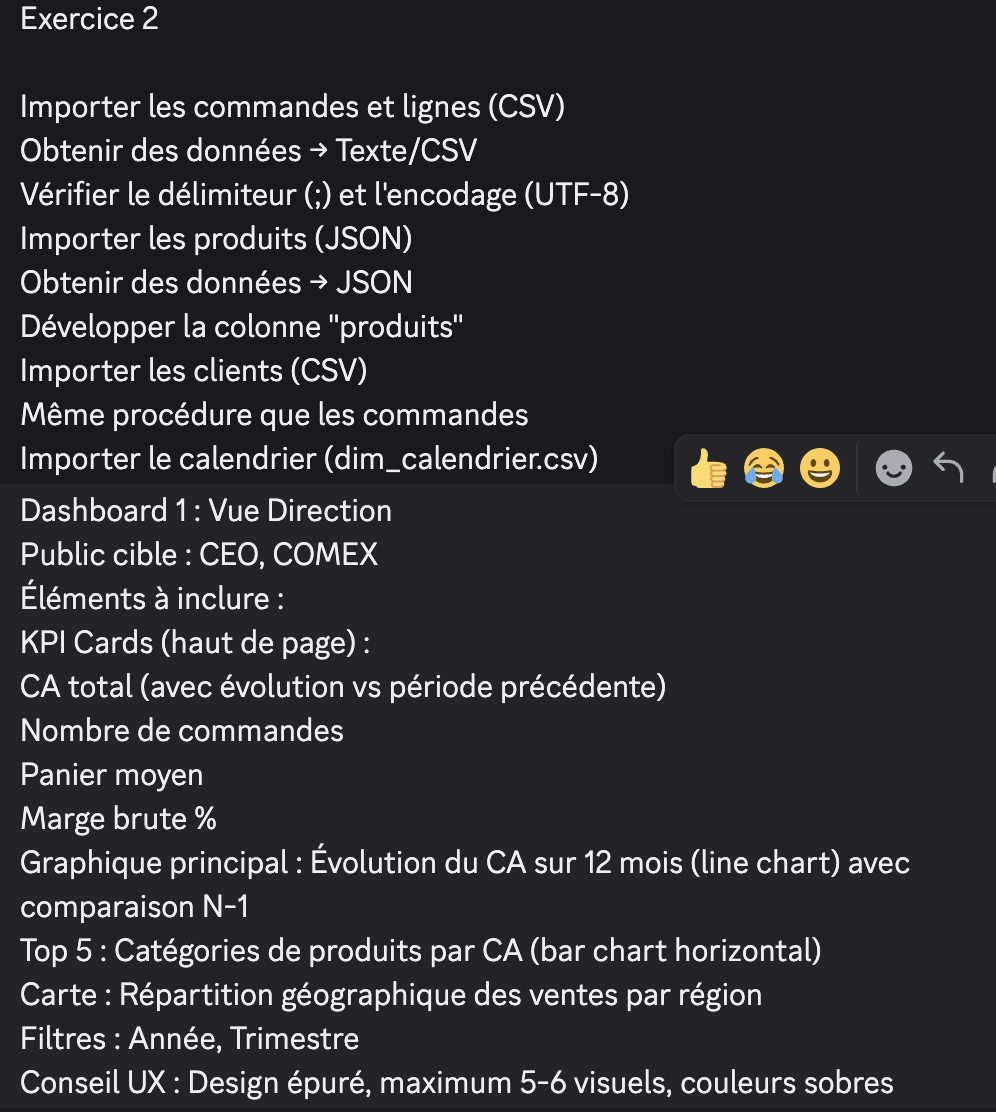 Exercice 2
Importer les commandes et lignes (CSV)
Obtenir des données → Texte/CSV
Vérifier le délimiteur (;) et l'encodage (UTF-8)
Importer les produits (JSON)
Obtenir des données → JSON
Développer la colonne "produits"
Importer les clients (CSV)
Même procédure que les commandes
Importer le calendrier (dim_calendrier.csv)
Dashboard 1 : Vue Direction
Public cible : CEO, COMEX
Éléments à inclure :
KPI Cards (haut de page) :
CA total (avec évolution vs période précédente)
Nombre de commandes
Panier moyen
Marge brute %
Graphique principal : Évolution du CA sur 12 mois (line chart) avec
comparaison N-1
Top 5 : Catégories de produits par CA (bar chart horizontal)
Carte : Répartition géographique des ventes par région
Filtres : Année, Trimestre
Conseil UX : Design épuré, maximum 5-6 visuels, couleurs sobres